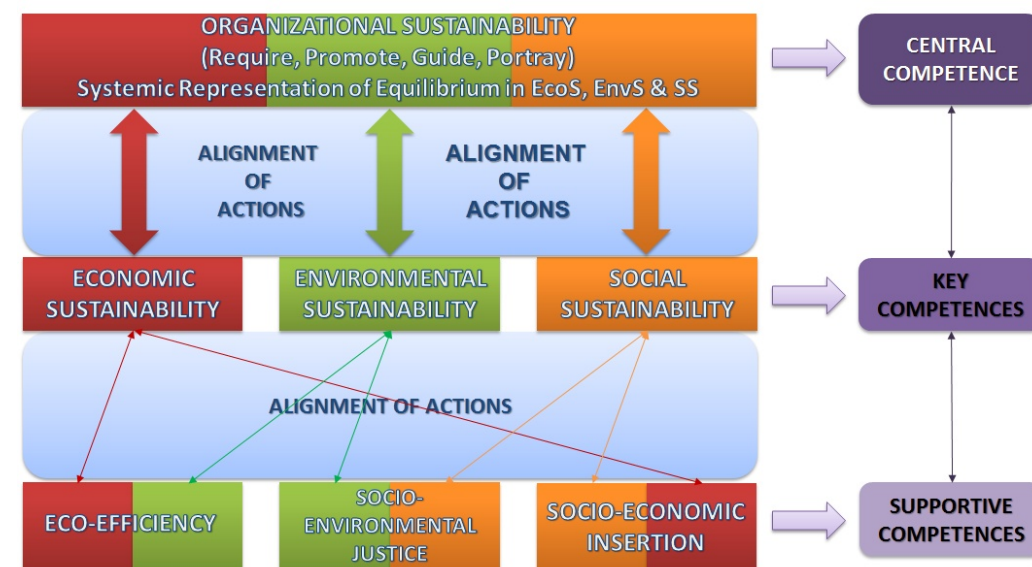 ORGANIZATIONAL SUSTAINABILITY
(Require, Promote, Guide, Portray)
Systemic Representation of Equilibrium in EcoS, EnvS & SS
CENTRAL
COMPETENCE
ALIGNMENT
OF
ACTIONS
ALIGNMENT
OF
ACTIONS
ECONOMIC
SUSTAINABILITY
ENVIRONMENTAL
SUSTAINABILITY
SOCIAL
SUSTAINABILITY
KEY
COMPETENCES
ALIGNMENT OF ACTIONS
ECO-EFFICIENCY
SOCIO-
ENVIRONMENTAL
JUSTICE
SOCIO-ECONOMIC
INSERTION
SUPPORTIVE
COMPETENCES